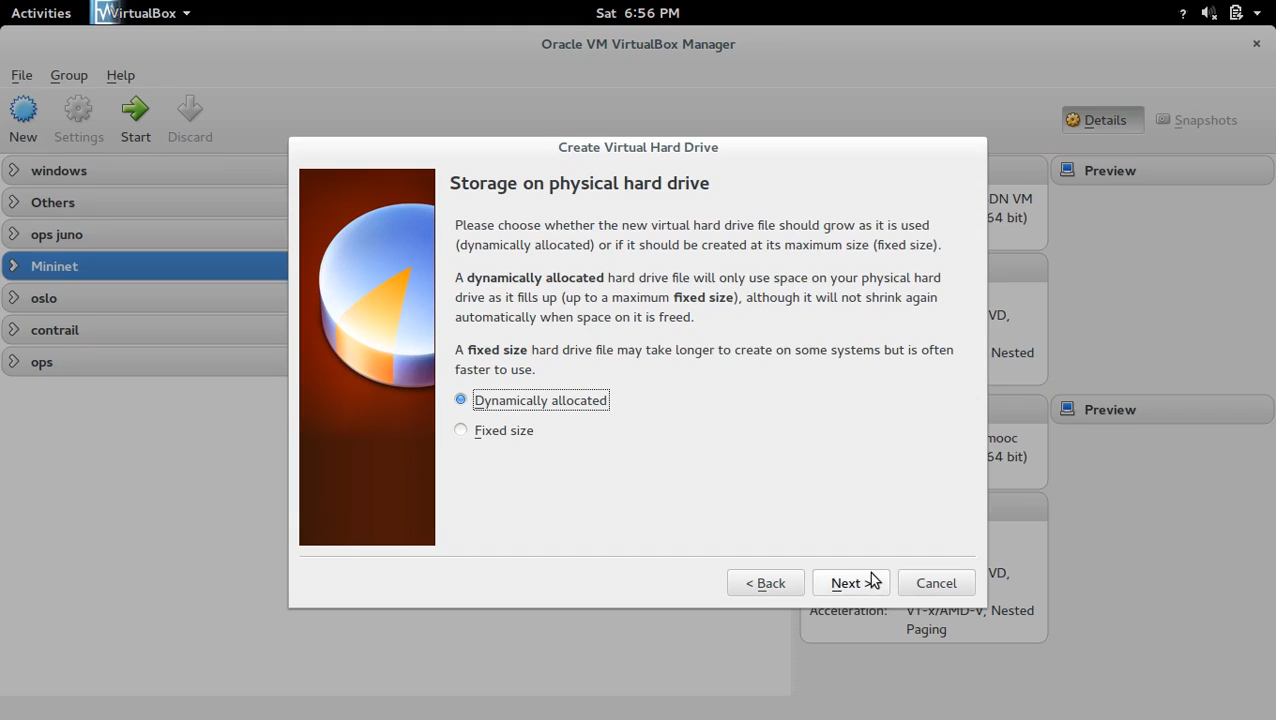 Activities VirtualBox Sat 6:56 PM ?
Oracle VM VirtualBox Manager ×
File Group Help
New Settings Start Discard Details Snapshots
windows
Others
ops juno
Mininet
oslo
contrail
ops
Create Virtual Hard Drive
Storage on physical hard drive
Please choose whether the new virtual hard drive file should grow as it is used
(dynamically allocated) or if it should be created at its maximum size (fixed size).
A dynamically allocated hard drive file will only use space on your physical hard
drive as it fills up (up to a maximum fixed size), although it will not shrink again
automatically when space on it is freed.
A fixed size hard drive file may take longer to create on some systems but is often
faster to use.
Dynamically allocated
Fixed size
< Back Next > Cancel
Preview
DN VM
64 bit)
VD,
Nested
Preview
mooc
64 bit)
VD,
Acceleration: VT-x/AMD-V, Nested
Paging